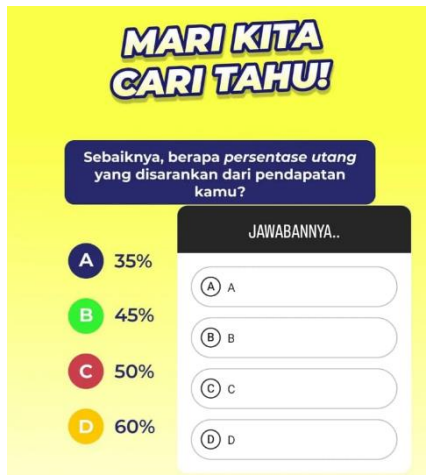 MARI KITA
CARI TAHU!
Sebaiknya, berapa persentase utang
yang disarankan dari pendapatan
kamu?
JAWABANNYA..
A 35%
B 45%
C 50%
D 60%
A A
B B
C C
D D